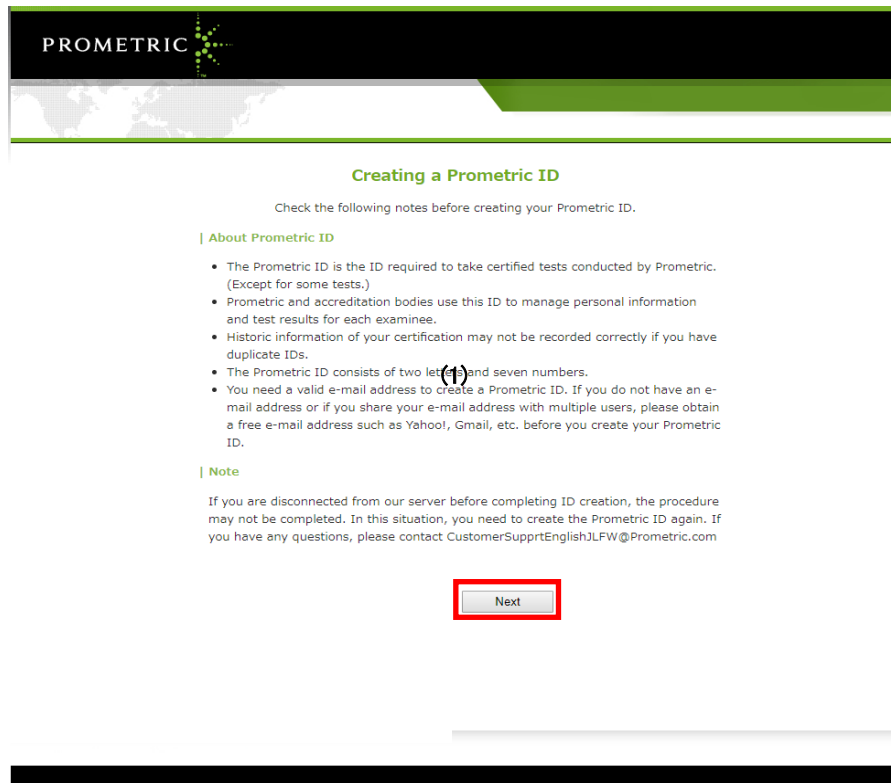 PROMETRIC
Creating a Prometric ID
Check the following notes before creating your Prometric ID.
| About Prometric ID
• The Prometric ID is the ID required to take certified tests conducted by Prometric.
(Except for some tests.)
• Prometric and accreditation bodies use this ID to manage personal information
and test results for each examinee.
• Historic information of your certification may not be recorded correctly if you have
duplicate IDs.
• The Prometric ID consists of two letters and seven numbers.
(1)
• You need a valid e-mail address to create a Prometric ID. If you do not have an e-
mail address or if you share your e-mail address with multiple users, please obtain
a free e-mail address such as Yahoo!, Gmail, etc. before you create your Prometric
ID.
| Note
If you are disconnected from our server before completing ID creation, the procedure
may not be completed. In this situation, you need to create the Prometric ID again. If
you have any questions, please contact CustomerSupprtEnglishJLFW@Prometric.com
Next